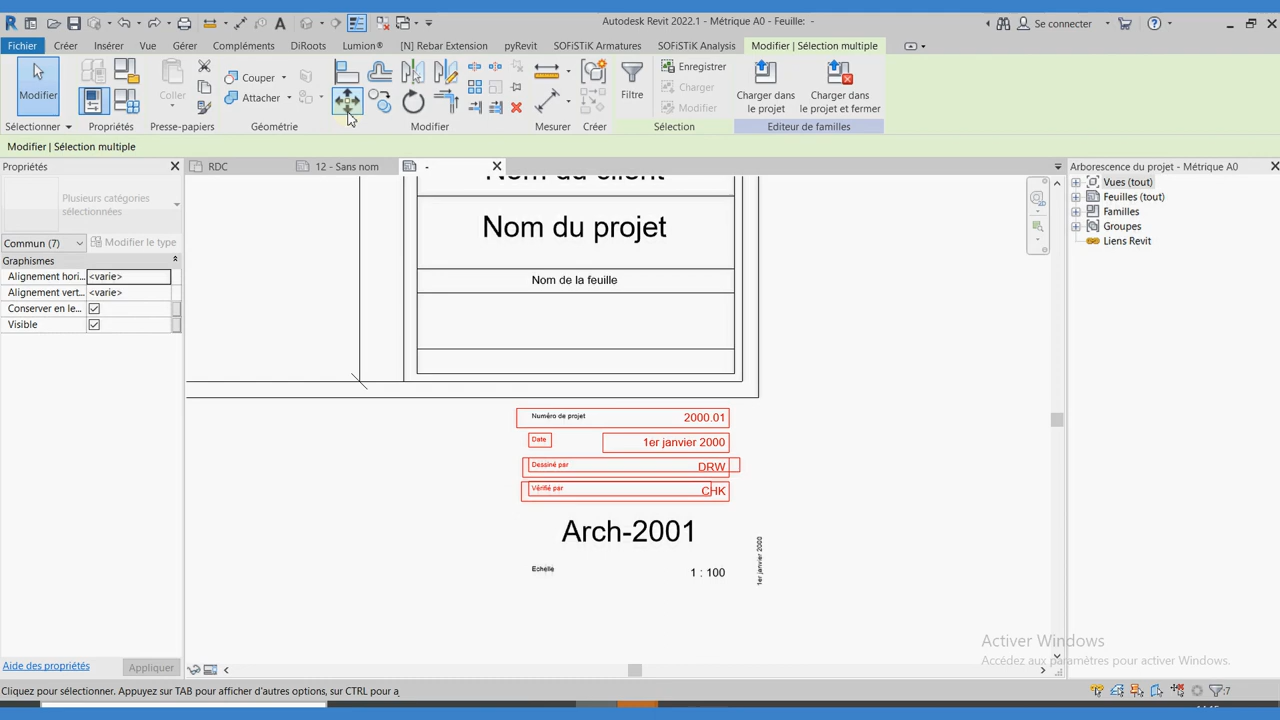 Autodesk Revit 2022.1 - Métrique A0 - Feuille: -
Se connecter
Fichier Créer Insérer Vue Gérer Compléments DiRoots Lumion® [N] Rebar Extension pyRevit SOFiSTiK Armatures SOFiSTiK Analysis Modifier | Sélection multiple
Modifier
Coller
Couper
Attacher
Filtre
Enregistrer
Charger
Modifier
Charger dans
le projet
Charger dans
le projet et fermer
Sélectionner Propriétés Presse-papiers Géométrie Modifier Mesurer Créer Sélection Editeur de familles
Modifier | Sélection multiple
Propriétés
RDC
12 - Sans nom
-
Arborescence du projet - Métrique A0
Plusieurs catégories
sélectionnées
Commun (7)
Modifier le type
Graphismes
Alignement hori... <varie>
Alignement vert... <varie>
Conserver en le...
Visible
Vues (tout)
Feuilles (tout)
Familles
Groupes
Liens Revit
Nom du client
Nom du projet
Nom de la feuille
Numéro de projet 2000.01
Date 1er janvier 2000
Dessiné par DRW
Vérifié par CHK
Arch-2001
Echelle 1 : 100
1er janvier 2000
Activer Windows
Accédez aux paramètres pour activer Windows.
Aide des propriétés
Appliquer
Cliquez pour sélectionner. Appuyez sur TAB pour afficher d'autres options, sur CTRL pour a
:7